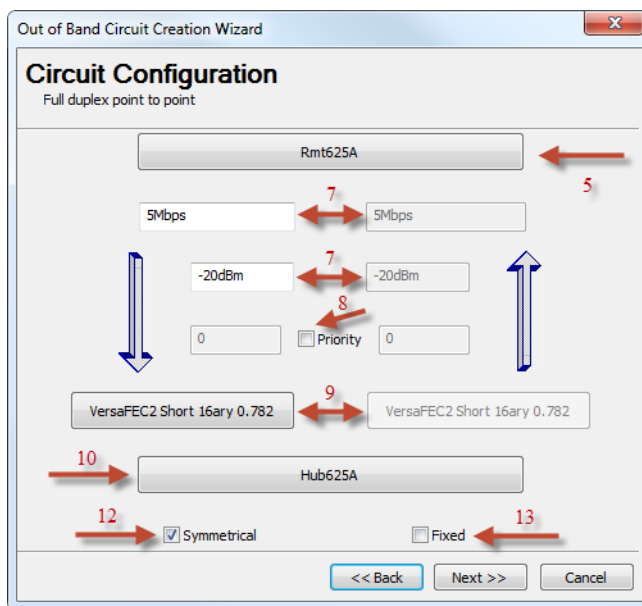 Out of Band Circuit Creation Wizard
Circuit Configuration
Full duplex point to point
Rmt625A
5
7
5Mbps 5Mbps
7
-20dBm -20dBm
8
0 Priority 0
9
VersaFEC2 Short 16ary 0.782 VersaFEC2 Short 16ary 0.782
10
Hub625A
12 13
Symmetrical Fixed
<< Back Next >> Cancel